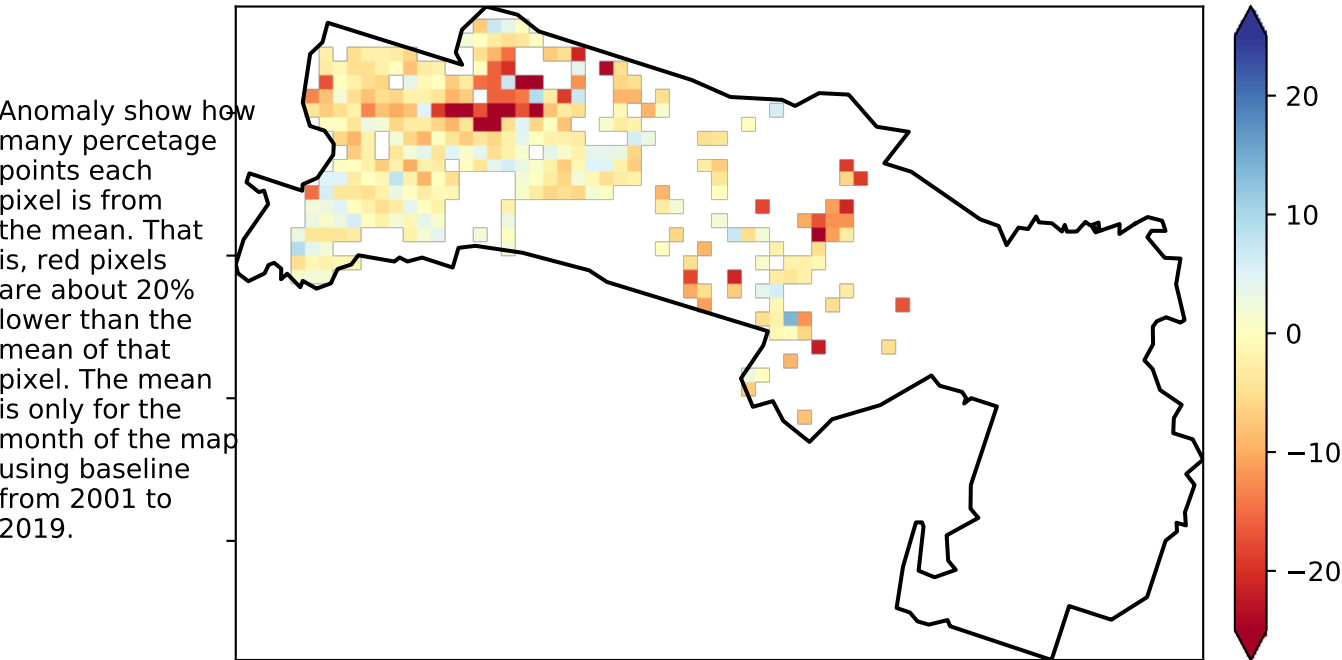 Anomaly show how
many percetage
points each
pixel is from
the mean. That
is, red pixels
are about 20%
lower than the
mean of that
pixel. The mean
is only for the
month of the map
using baseline
from 2001 to
2019.
20
10
0
−10
−20